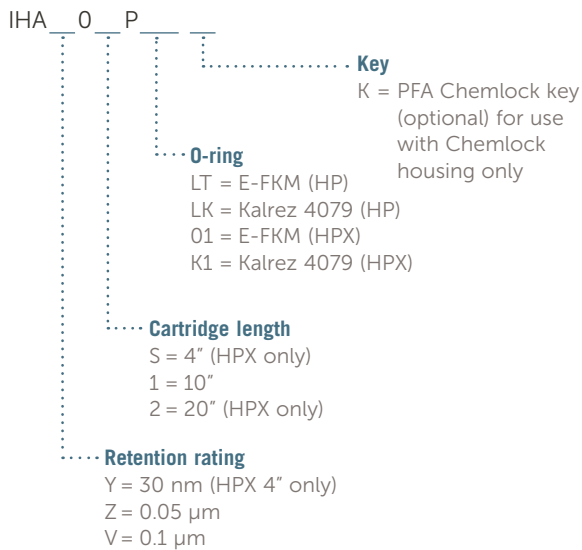 IHA__0__P__ __
Key
K = PFA Chemlock key
(optional) for use
with Chemlock
housing only
O-ring
LT = E-FKM (HP)
LK = Kalrez 4079 (HP)
01 = E-FKM (HPX)
K1 = Kalrez 4079 (HPX)
Cartridge length
S = 4" (HPX only)
1 = 10"
2 = 20" (HPX only)
Retention rating
Y = 30 nm (HPX 4" only)
Z = 0.05 µm
V = 0.1 µm